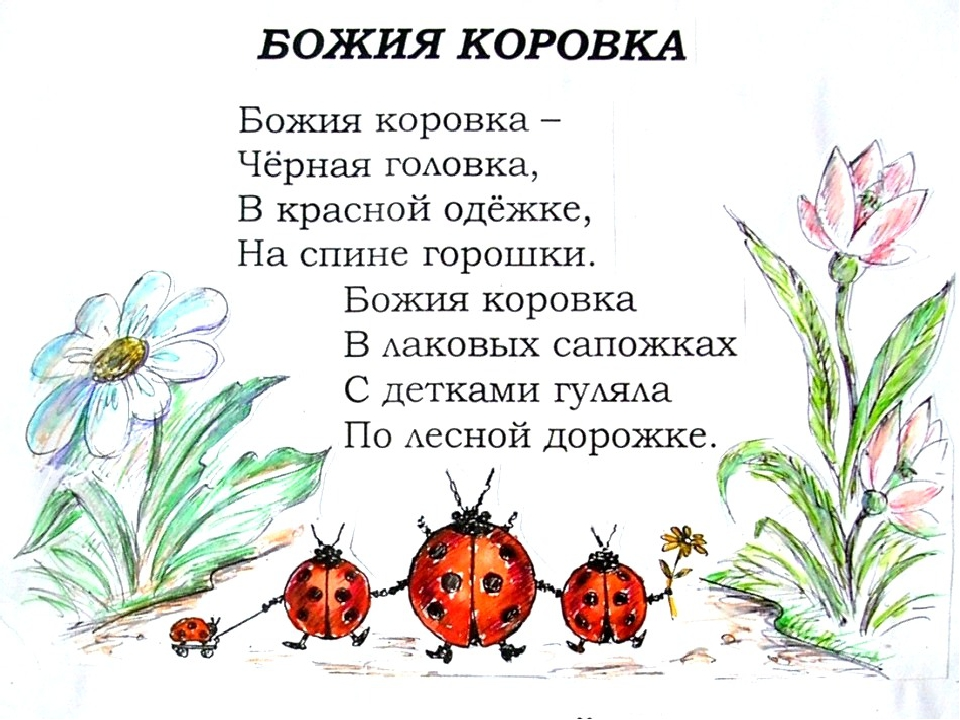 БОЖИЯ КОРОВКА
Божия коровка –
Чёрная головка,
В красной одёжке,
На спине горошки.
Божия коровка
В лаковых сапожках
С детками гуляла
По лесной дорожке.